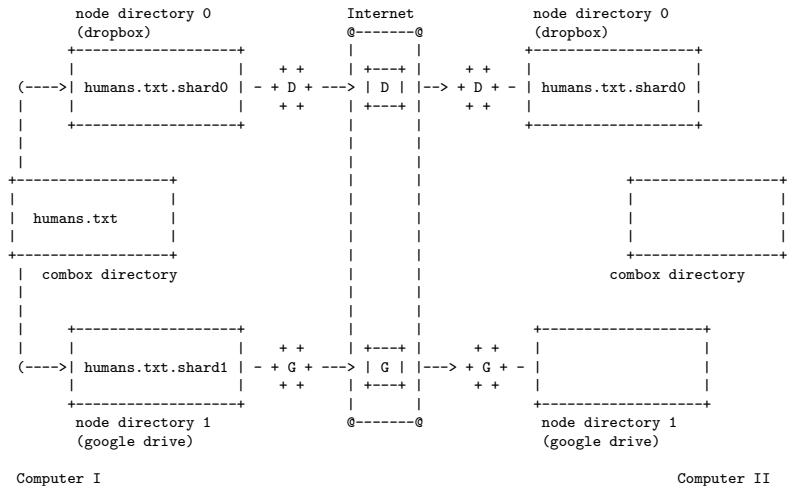 node directory 0 Internet node directory 0
(dropbox) (dropbox)
humans.txt.shard0 D D D humans.txt.shard0
humans.txt
combox directory combox directory
humans.txt.shard1 G G G
node directory 1 node directory 1
(google drive) (google drive)
Computer I Computer II